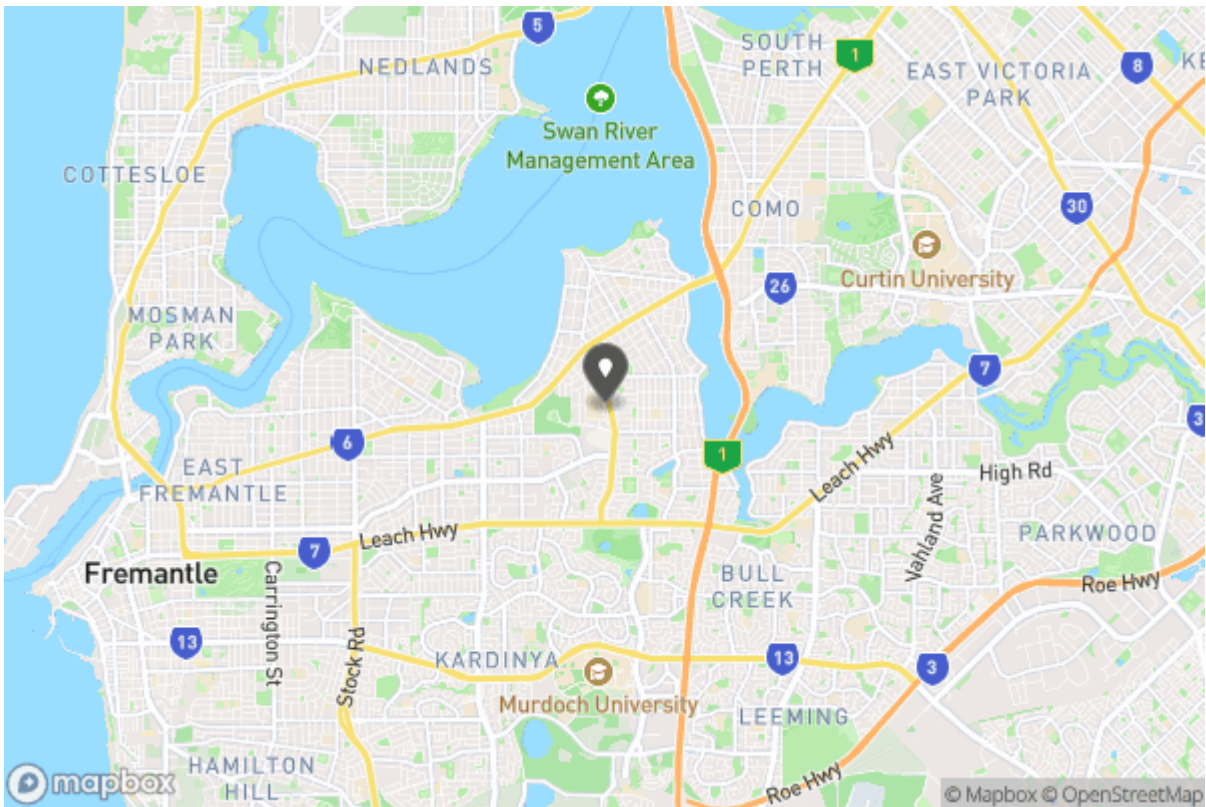 5
NEDLANDS
SOUTH
PERTH
1
EAST VICTORIA
PARK
8
KE
Swan River
Management Area
COTTESLOE
COMO
30
Curtin University
26
MOSMAN
PARK
7
6
EAST
FREMANTLE
1
3
Leach Hwy
High Rd
Vahland Ave
PARKWOOD
Leach Hwy
7
Fremantle
Carrington St
BULL
CREEK
Roe Hwy
13
Stock Rd
KARDINYA
13
3
Murdoch University
LEEMING
HAMILTON
HILL
Roe Hwy
mapbox
© Mapbox © OpenStreetMap